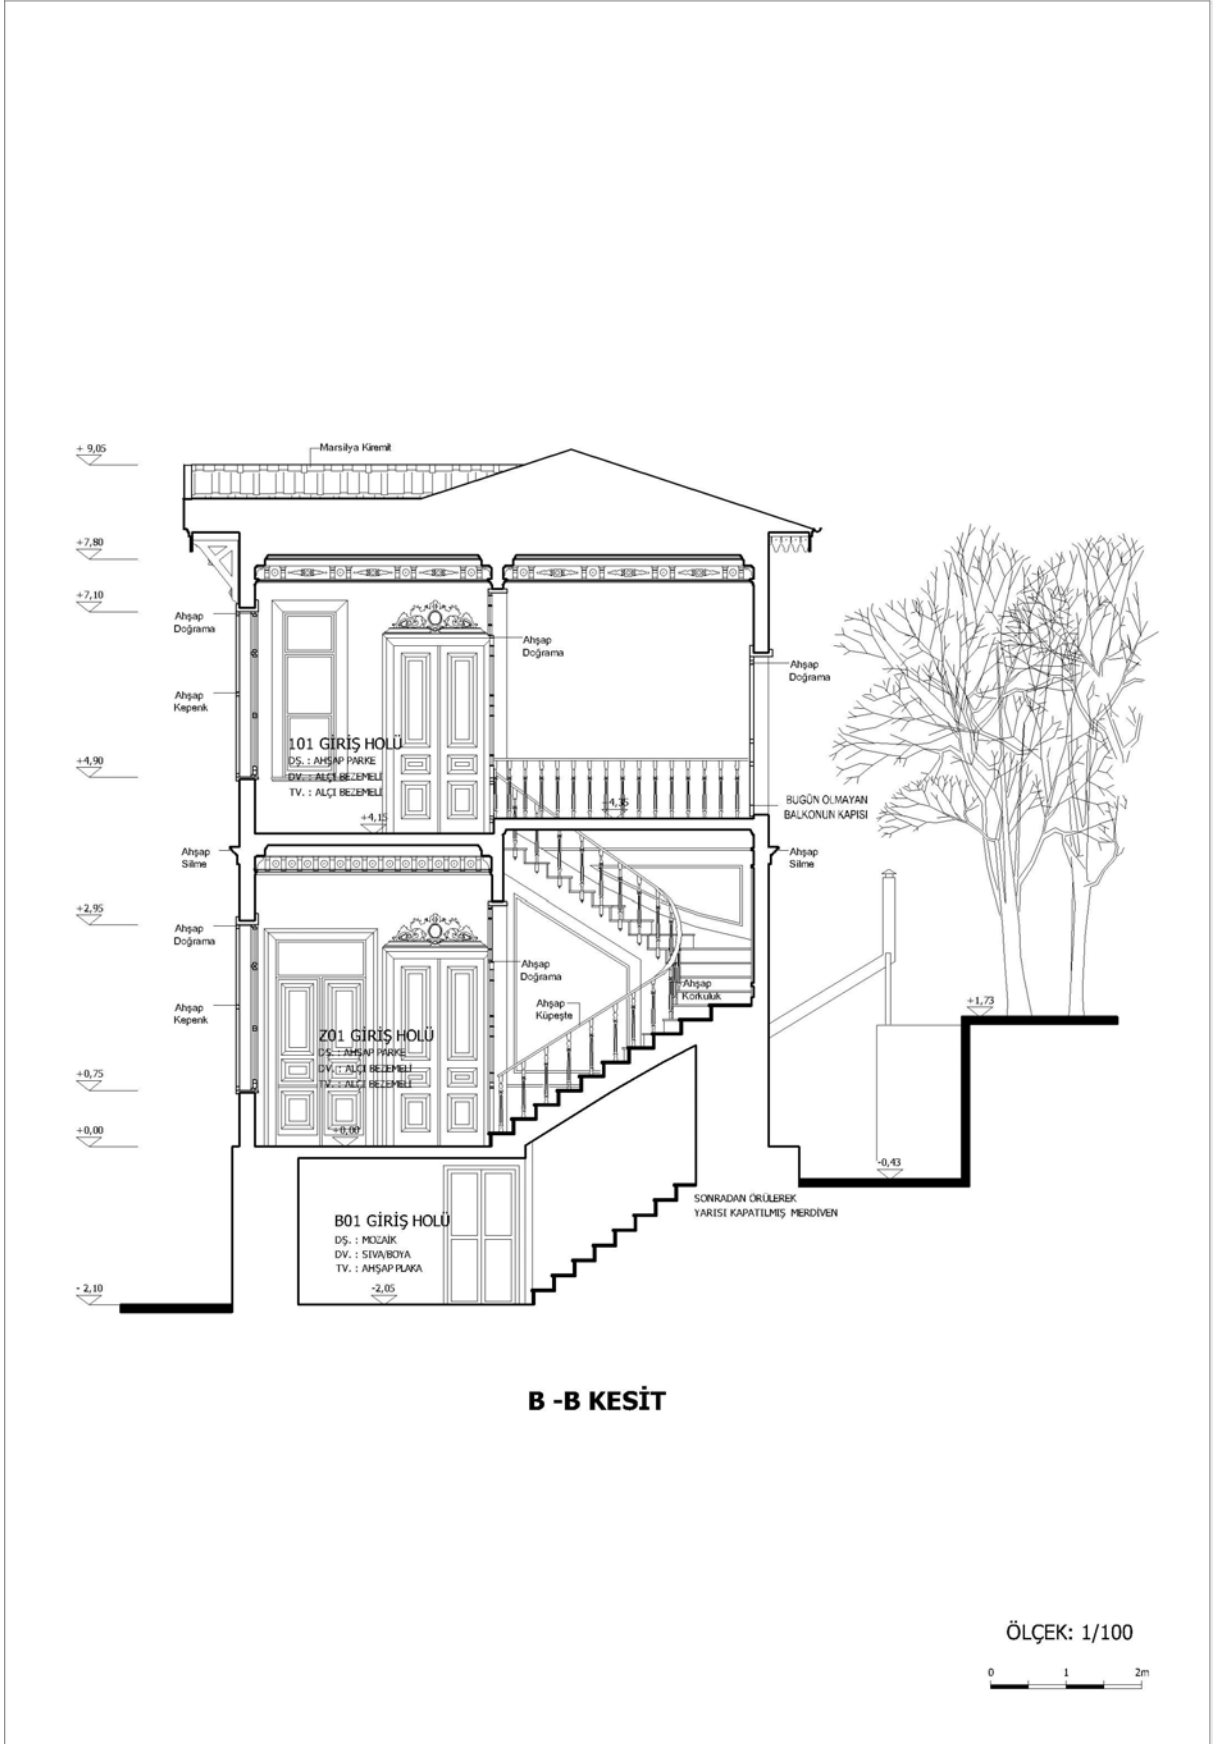 + 9,05
Marsilya Kiremit
+7,80
+7,10
Ahşap
Doğrama
Ahşap
Doğrama
Ahşap
Doğrama
Ahşap
Kepenk
101 GİRİŞ HOLÜ
DŞ. : AHŞAP PARKE
DV. : ALÇI BEZEMELİ
TV. : ALÇI BEZEMELİ
+4,90
+4,15
+4,35
BUGÜN OLMAYAN
BALKONUN KAPISI
Ahşap
Silme
Ahşap
Silme
+2,95
Ahşap
Doğrama
Ahşap
Doğrama
Ahşap
Kepenk
Ahşap
Küpeşte
Ahşap
Korkuluk
+1,73
Z01 GİRİŞ HOLÜ
DŞ. : AHŞAP PARKE
DV. : ALÇI BEZEMELİ
TV. : ALÇI BEZEMELİ
+0,75
+0,00
+0,00
-0,43
SONRADAN ÖRÜLEREK
YARISI KAPATILMIŞ MERDİVEN
B01 GİRİŞ HOLÜ
DŞ. : MOZAİK
DV. : SIVA/BOYA
TV. : AHŞAP PLAKA
- 2,10
-2,05
B -B KESİT
ÖLÇEK: 1/100
0 1 2m